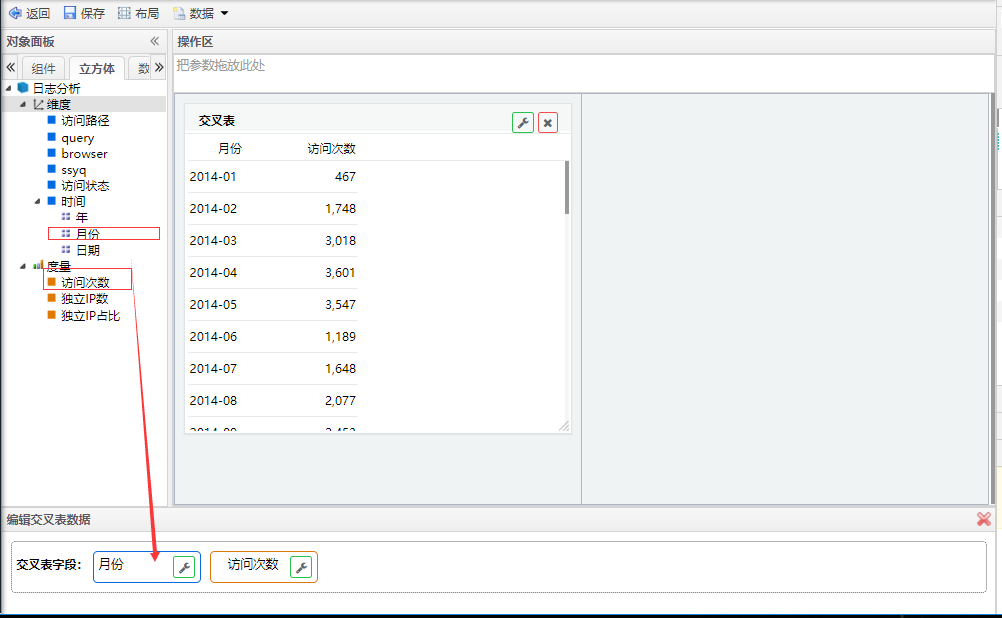 返回 保存 布局 数据
对象面板
操作区
组件 立方体 数
把参数拖放此处
日志分析
维度
访问路径
query
browser
ssyq
访问状态
时间
年
月份
日期
度量
访问次数
独立IP数
独立IP占比
交叉表
月份 访问次数
2014-01 467
2014-02 1,748
2014-03 3,018
2014-04 3,601
2014-05 3,547
2014-06 1,189
2014-07 1,648
2014-08 2,077
编辑交叉表数据
交叉表字段： 月份 访问次数